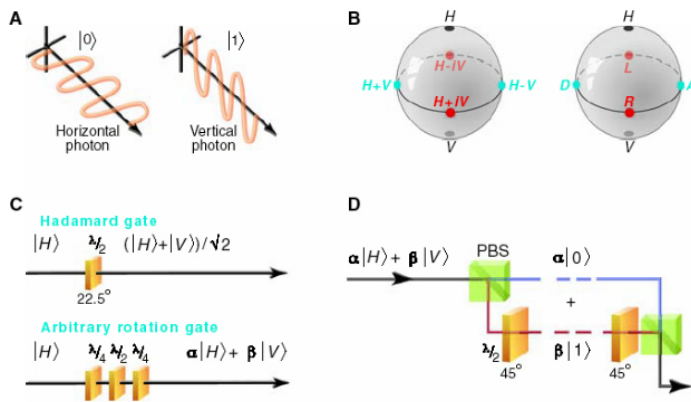 A
|0⟩
|1⟩
Horizontal
photon
Vertical
photon
B
H
H-iV
H+V
H-V
H+iV
V
H
L
D
A
R
V
C
Hadamard gate
|H⟩ λ/2 (|H⟩+|V⟩)/√2
22.5°
Arbitrary rotation gate
|H⟩ λ/4 λ/2 λ/4 α|H⟩+ β|V⟩
D
α|H⟩+ β|V⟩
PBS
α|0⟩
+
λ/2
β|1⟩
45°
45°